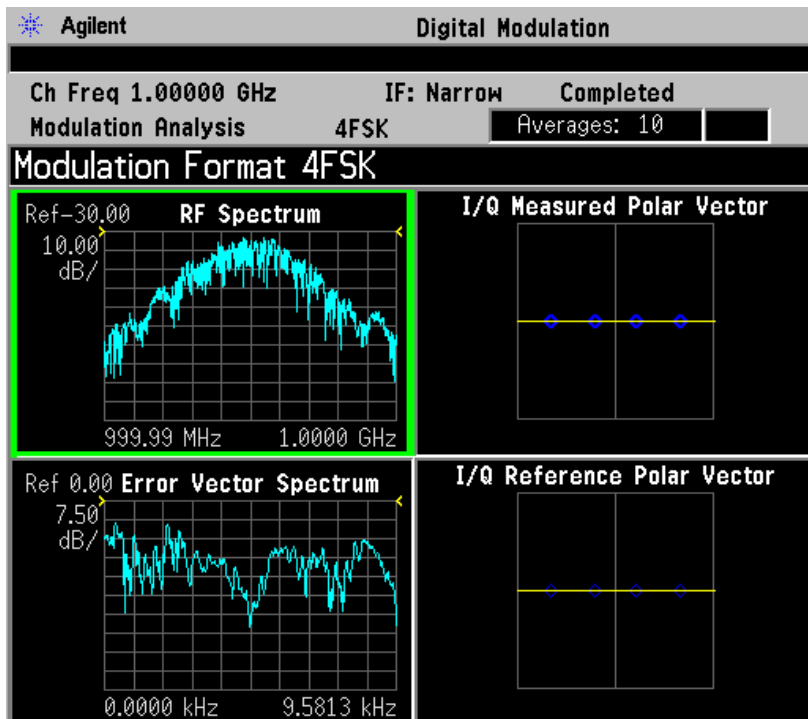 Agilent Digital Modulation
Ch Freq 1.00000 GHz IF: Narrow Completed
Modulation Analysis 4FSK Averages: 10
Modulation Format 4FSK
Ref-30.00 RF Spectrum
10.00
dB/
999.99 MHz 1.0000 GHz
I/Q Measured Polar Vector
Ref 0.00 Error Vector Spectrum
7.50
dB/
0.0000 kHz 9.5813 kHz
I/Q Reference Polar Vector